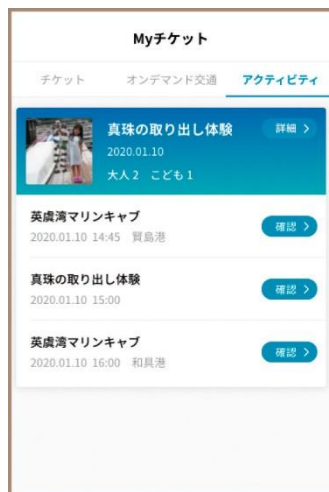 Myチケット
チケット オンデマンド交通 アクティビティ
真珠の取り出し体験 詳細 >
2020.01.10
大人 2 こども 1
英虞湾マリンキャブ
2020.01.10 14:45 賢島港 確認 >
真珠の取り出し体験
2020.01.10 15:00 確認 >
英虞湾マリンキャブ
2020.01.10 16:00 和具港 確認 >